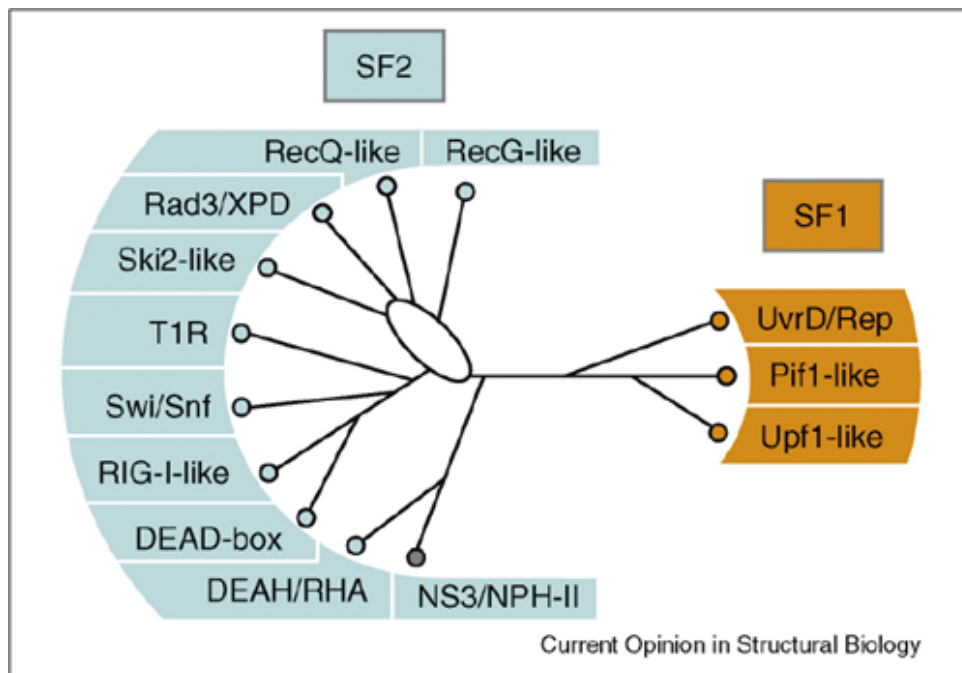 SF2
RecQ-like
RecG-like
Rad3/XPD
Ski2-like
T1R
Swi/Snf
RIG-I-like
DEAD-box
DEAH/RHA
NS3/NPH-II
SF1
UvrD/Rep
Pif1-like
Upf1-like
Current Opinion in Structural Biology